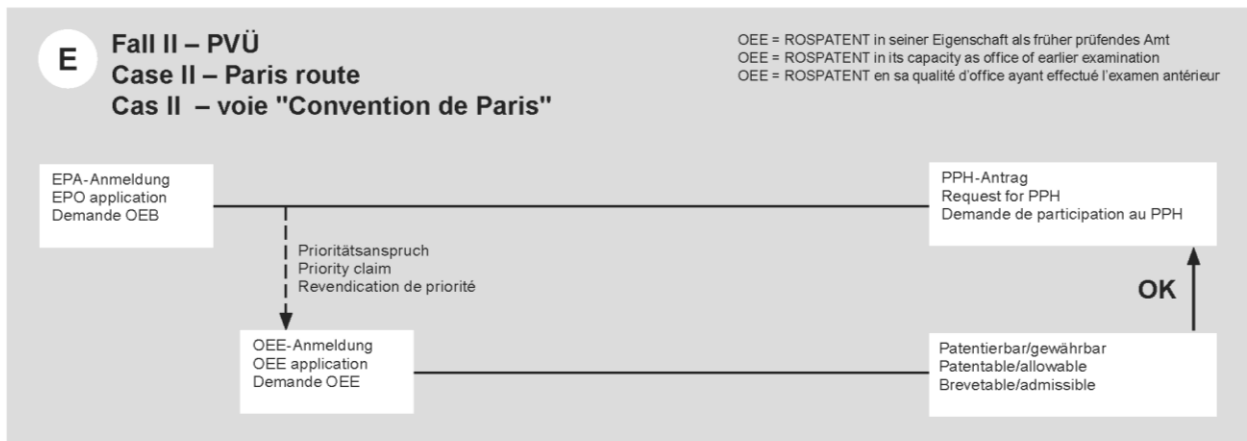 E
Fall II – PVÜ
Case II – Paris route
Cas II – voie "Convention de Paris"
OEE = ROSPATENT in seiner Eigenschaft als früher prüfendes Amt
OEE = ROSPATENT in its capacity as office of earlier examination
OEE = ROSPATENT en sa qualité d'office ayant effectué l'examen antérieur
EPA-Anmeldung
EPO application
Demande OEB
PPH-Antrag
Request for PPH
Demande de participation au PPH
Prioritätsanspruch
Priority claim
Revendication de priorité
OK
OEE-Anmeldung
OEE application
Demande OEE
Patentierbar/gewährbar
Patentable/allowable
Brevetable/admissible